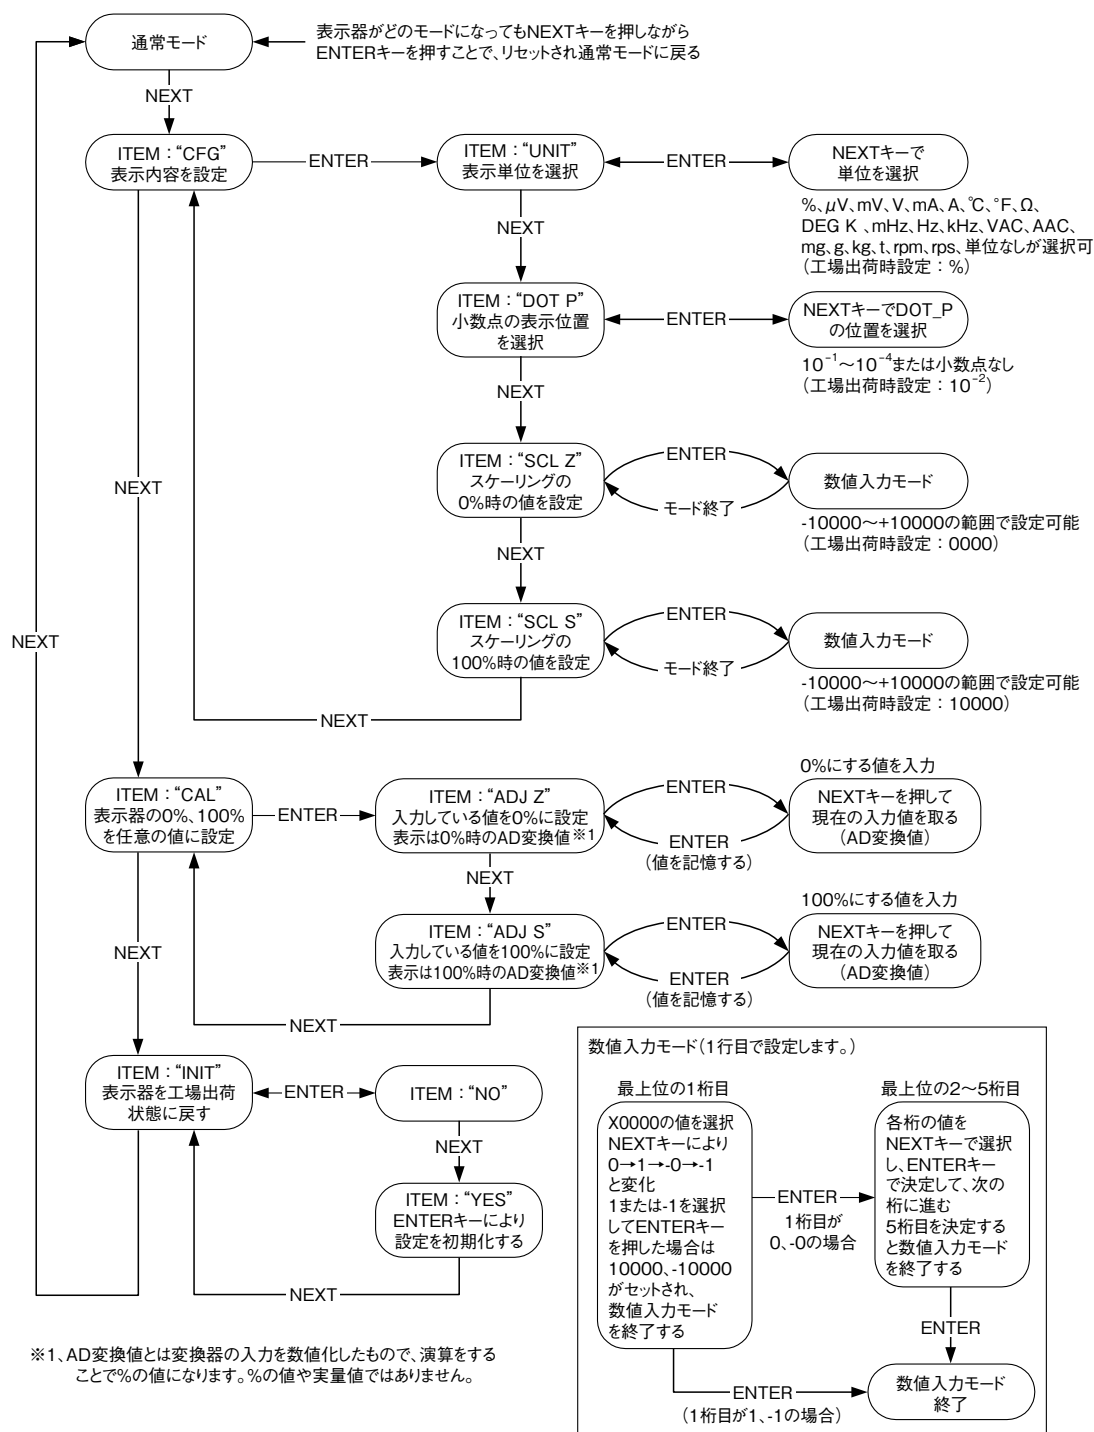 通常モード
表示器がどのモードになってもNEXTキーを押しながら
ENTERキーを押すことで、リセットされ通常モードに戻る
NEXT
ITEM：“CFG”
表示内容を設定
ENTER
ITEM：“UNIT”
表示単位を選択
ENTER
NEXTキーで
単位を選択
%、μV、mV、V、mA、A、℃、°F、Ω、
DEG K 、mHz、Hz、kHz、VAC、AAC、
mg、g、kg、t、rpm、rps、単位なしが選択可
（工場出荷時設定：%）
NEXT
ITEM：“DOT P”
小数点の表示位置
を選択
ENTER
NEXTキーでDOT_P
の位置を選択
10⁻¹～10⁻⁴または小数点なし
（工場出荷時設定：10⁻²）
NEXT
ITEM：“SCL Z”
スケーリングの
0%時の値を設定
ENTER
モード終了
数値入力モード
-10000～+10000の範囲で設定可能
（工場出荷時設定：0000）
NEXT
NEXT
ITEM：“SCL S”
スケーリングの
100%時の値を設定
ENTER
モード終了
数値入力モード
-10000～+10000の範囲で設定可能
（工場出荷時設定：10000）
NEXT
NEXT
ITEM：“CAL”
表示器の0%、100%
を任意の値に設定
ENTER
ITEM：“ADJ Z”
入力している値を0%に設定
表示は0%時のAD変換値※1
ENTER
ENTER
（値を記憶する）
0%にする値を入力
NEXTキーを押して
現在の入力値を取る
（AD変換値）
NEXT
ITEM：“ADJ S”
入力している値を100%に設定
表示は100%時のAD変換値※1
ENTER
ENTER
（値を記憶する）
100%にする値を入力
NEXTキーを押して
現在の入力値を取る
（AD変換値）
NEXT
NEXT
ITEM：“INIT”
表示器を工場出荷
状態に戻す
ENTER
ITEM：“NO”
NEXT
ITEM：“YES”
ENTERキーにより
設定を初期化する
NEXT
※1、AD変換値とは変換器の入力を数値化したもので、演算をする
ことで%の値になります。%の値や実量値ではありません。
数値入力モード（1行目で設定します。）
最上位の1桁目
X0000の値を選択
NEXTキーにより
0→1→-0→-1
と変化
1または-1を選択
してENTERキー
を押した場合は
10000、-10000
がセットされ、
数値入力モード
を終了する
ENTER
1桁目が
0、-0の場合
最上位の2～5桁目
各桁の値を
NEXTキーで選択
し、ENTERキー
で決定して、次の
桁に進む
5桁目を決定する
と数値入力モード
を終了する
ENTER
ENTER
（1桁目が1、-1の場合）
数値入力モード
終了